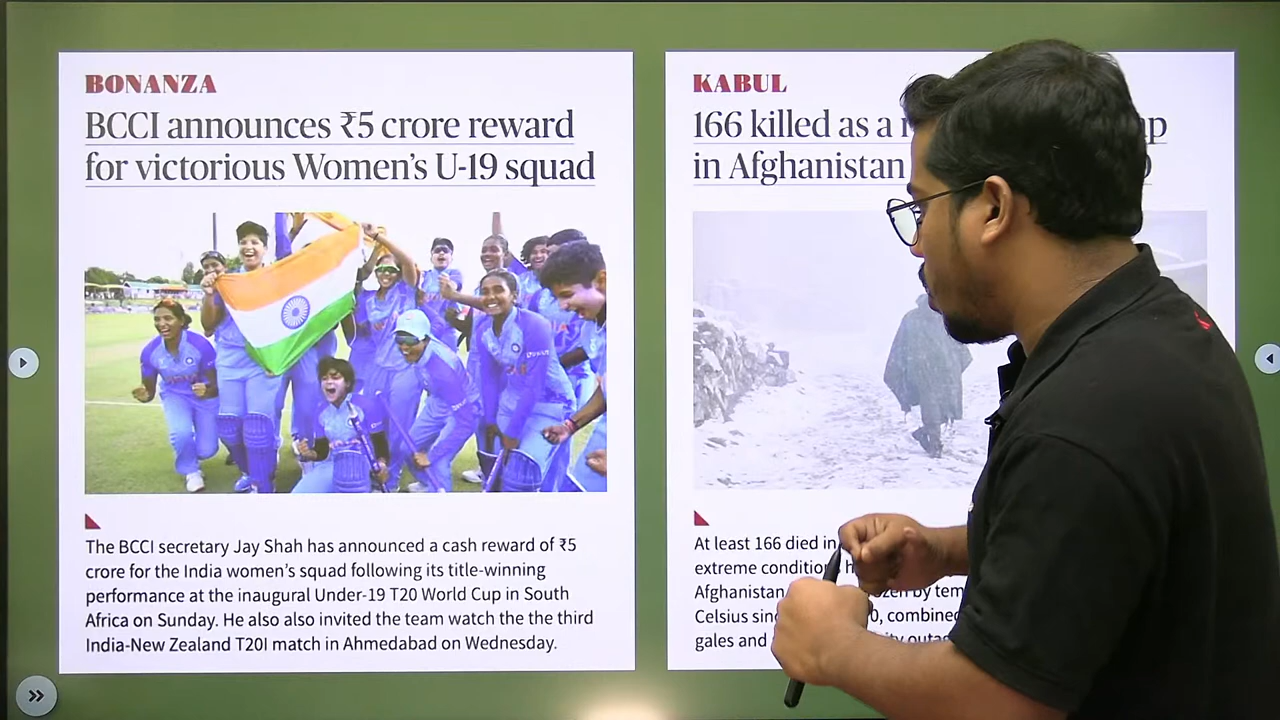 BONANZA
BCCI announces ₹5 crore reward
for victorious Women's U-19 squad
The BCCI secretary Jay Shah has announced a cash reward of ₹5
crore for the India women's squad following its title-winning
performance at the inaugural Under-19 T20 World Cup in South
Africa on Sunday. He also also invited the team watch the the third
India-New Zealand T20I match in Ahmedabad on Wednesday.
KABUL
166 killed as a
in Afghanistan
At least 166 died in
extreme condition
Afghanistan
Celsius sinc 0, combined
gales and